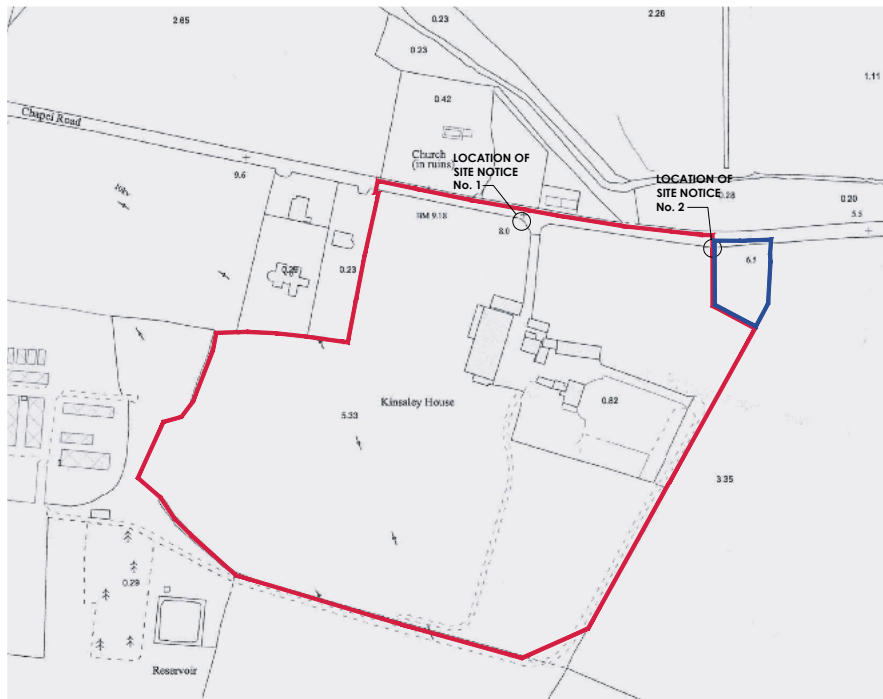 2.65
0.23
2.26
0.23
1.11
0.42
Chapel Road
Church
(in ruins)
LOCATION OF
SITE NOTICE
No. 1
LOCATION OF
SITE NOTICE
No. 2
9.6
0.28
0.20
BM 9.18
8.0
5.5
6.1
0.23
Kinsaley House
0.82
5.33
3.35
0.29
Reservoir